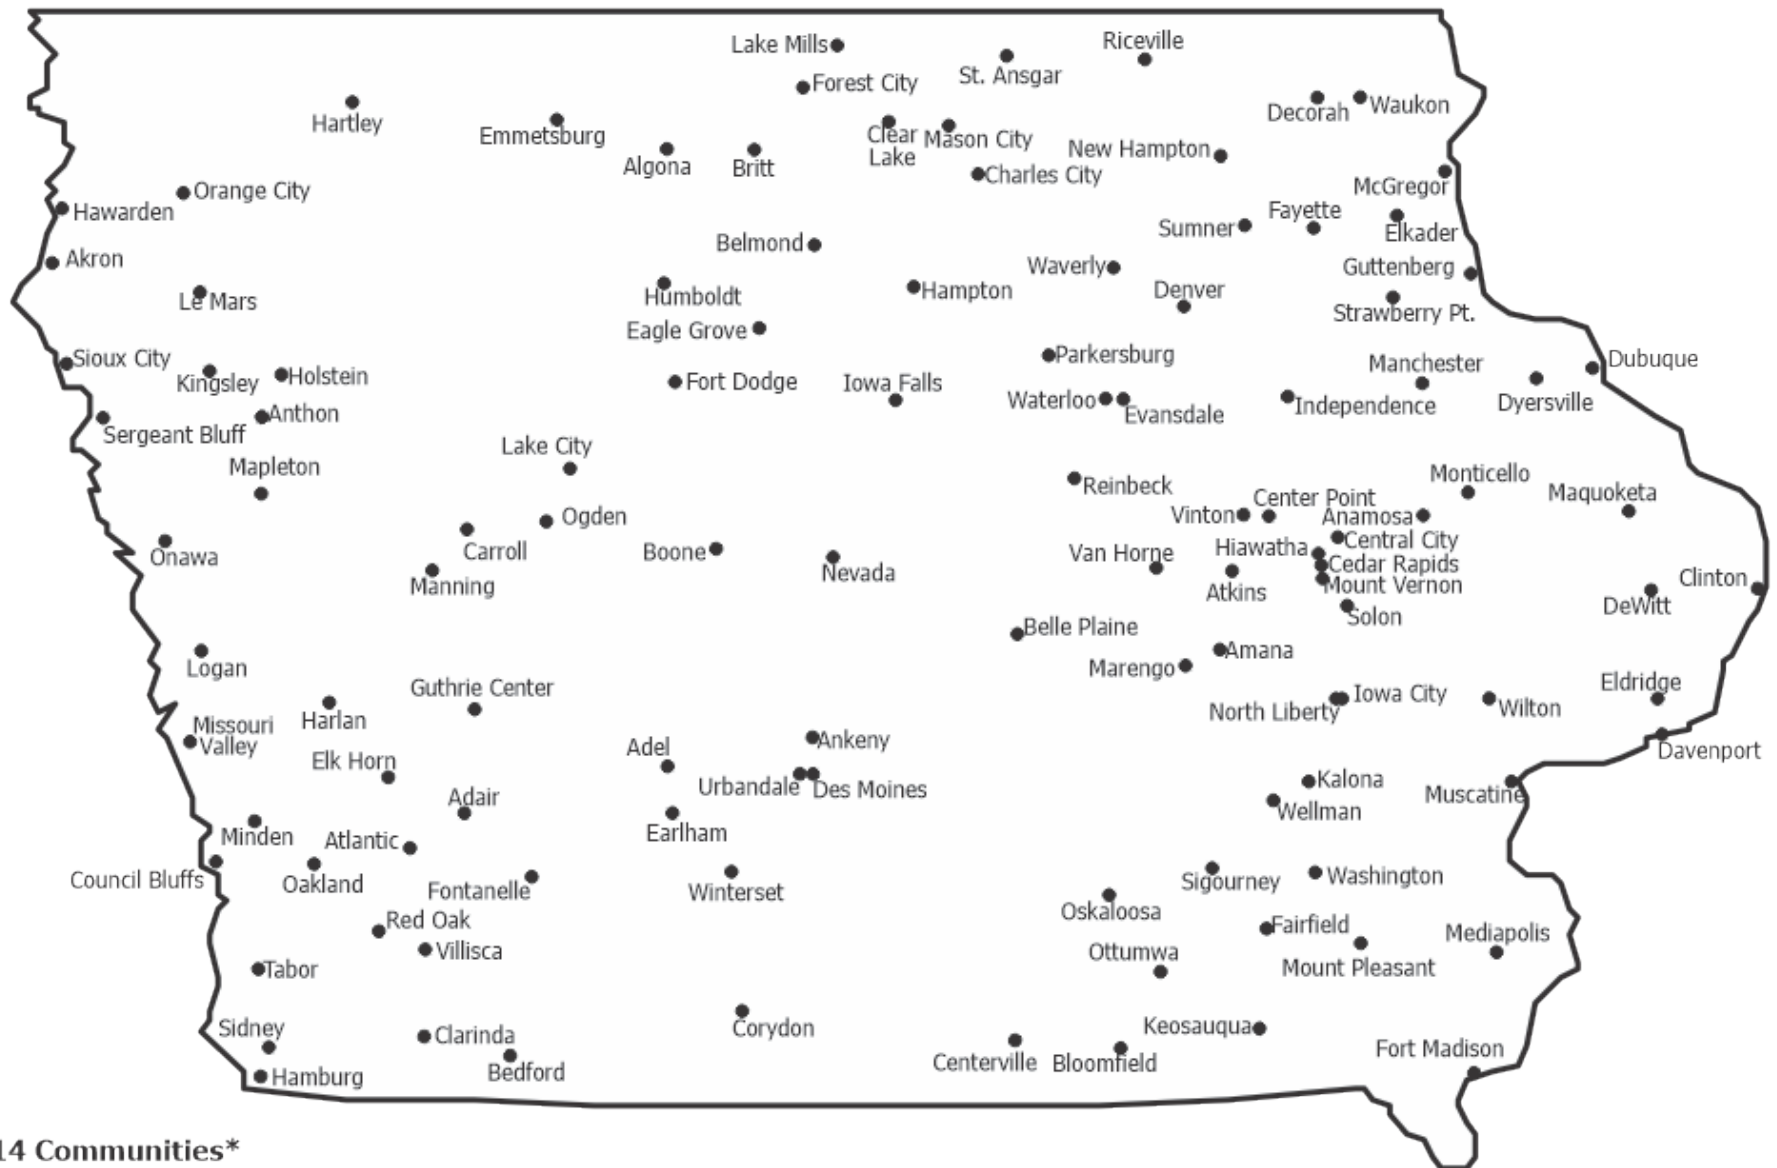 Lake Mills
Riceville
St. Ansgar
Forest City
Decorah
Waukon
Hartley
Emmetsburg
Clear
Lake
Mason City
Algona
Britt
New Hampton
Charles City
McGregor
Orange City
Hawarden
Fayette
Sumner
Elkader
Belmond
Akron
Waverly
Guttenberg
Le Mars
Humboldt
Hampton
Denver
Strawberry Pt.
Eagle Grove
Sioux City
Parkersburg
Manchester
Dubuque
Kingsley
Holstein
Fort Dodge
Iowa Falls
Waterloo
Evansdale
Independence
Dyersville
Anthon
Sergeant Bluff
Lake City
Mapleton
Reinbeck
Monticello
Maquoketa
Center Point
Vinton
Anamosa
Ogden
Carroll
Boone
Nevada
Van Horne
Hiawatha
Central City
Cedar Rapids
Mount Vernon
Onawa
Manning
Atkins
Clinton
DeWitt
Solon
Belle Plaine
Amana
Marengo
Logan
Guthrie Center
Iowa City
Eldridge
North Liberty
Wilton
Harlan
Missouri
Valley
Adel
Ankeny
Davenport
Elk Horn
Urbandale
Des Moines
Kalona
Muscatine
Adair
Wellman
Minden
Atlantic
Earlham
Council Bluffs
Oakland
Fontanelle
Winterset
Sigourney
Washington
Red Oak
Oskaloosa
Fairfield
Mediapolis
Villisca
Ottumwa
Mount Pleasant
Tabor
Sidney
Clarinda
Corydon
Keosauqua
Fort Madison
Centerville
Bloomfield
Bedford
Hamburg
14 Communities*